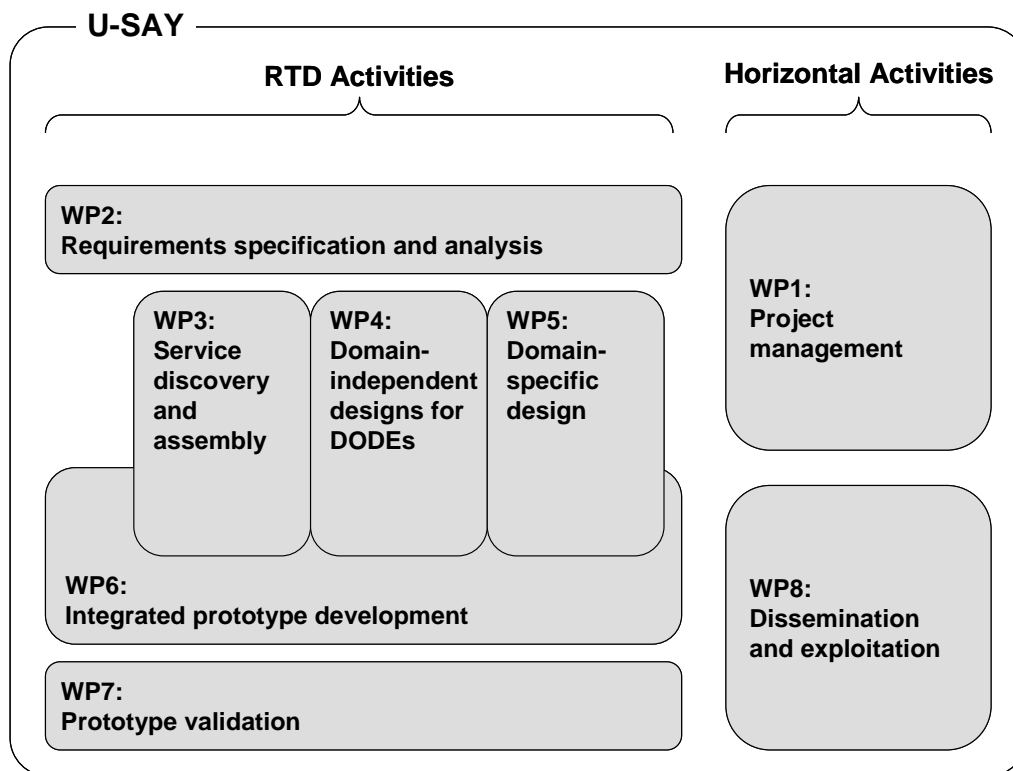 U-SAY
RTD Activities
Horizontal Activities
WP2:
Requirements specification and analysis
WP3:
Service
discovery
and
assembly
WP4:
Domain-
independent
designs for
DODEs
WP5:
Domain-
specific
design
WP6:
Integrated prototype development
WP7:
Prototype validation
WP1:
Project
management
WP8:
Dissemination
and exploitation